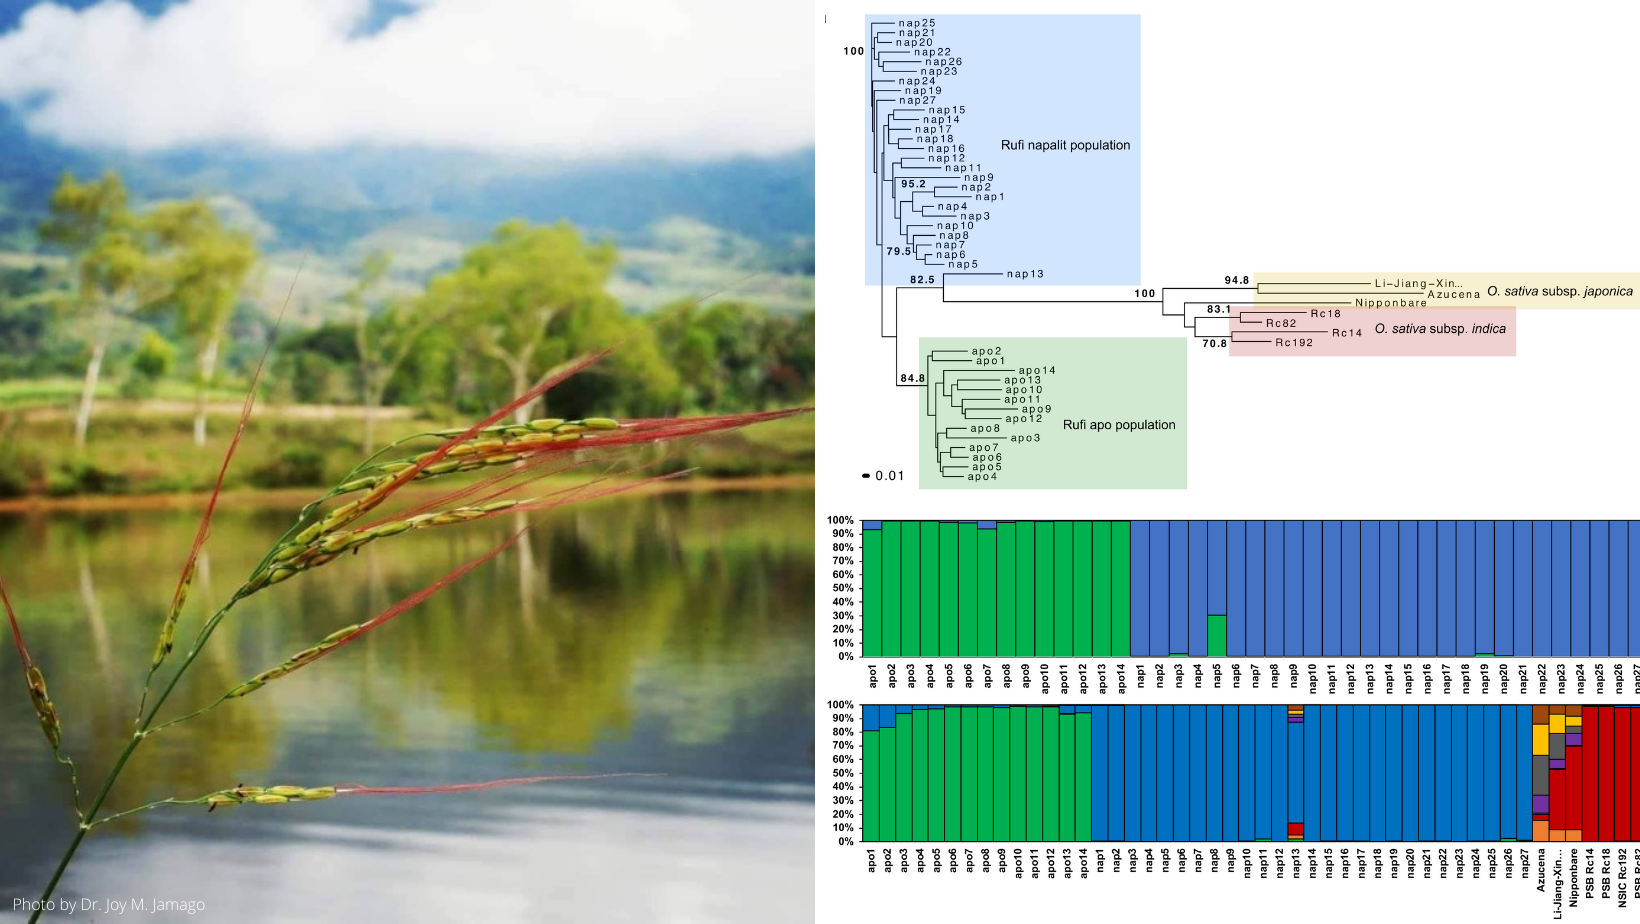 Photo by Dr. Joy M. Jamago
nap25
nap21
100
nap20
nap22
nap26
nap23
nap24
nap19
nap27
nap15
nap14
nap17
nap18
nap16
Rufi napalit population
nap12
nap11
nap9
95.2
nap2
nap1
nap4
nap3
nap10
nap8
nap7
79.5
nap6
nap5
nap13
82.5
94.8
Li-Jiang-Xin...
100
Azucena
O. sativa subsp. japonica
Nipponbare
83.1
Rc18
Rc82
Rc14
O. sativa subsp. indica
70.8
Rc192
apo2
apo1
apo14
84.8
apo13
apo10
apo11
apo9
apo12
Rufi apo population
apo8
apo3
apo7
apo6
apo5
apo4
0.01
100%
90%
80%
70%
60%
50%
40%
30%
20%
10%
0%
apo1 apo2 apo3 apo4 apo5 apo6 apo7 apo8 apo9 apo10 apo11 apo12 apo13 apo14 nap1 nap2 nap3 nap4 nap5 nap6 nap7 nap8 nap9 nap10 nap11 nap12 nap13 nap14 nap15 nap16 nap17 nap18 nap19 nap20 nap21 nap22 nap23 nap24 nap25 nap26 nap27
100%
90%
80%
70%
60%
50%
40%
30%
20%
10%
0%
apo1 apo2 apo3 apo4 apo5 apo6 apo7 apo8 apo9 apo10 apo11 apo12 apo13 apo14 nap1 nap2 nap3 nap4 nap5 nap6 nap7 nap8 nap9 nap10 nap11 nap12 nap13 nap14 nap15 nap16 nap17 nap18 nap19 nap20 nap21 nap22 nap23 nap24 nap25 nap26 nap27 Azucena Li-Jiang-Xin... Nipponbare PSB Rc14 PSB Rc18 NSIC Rc192 PSB Rc82